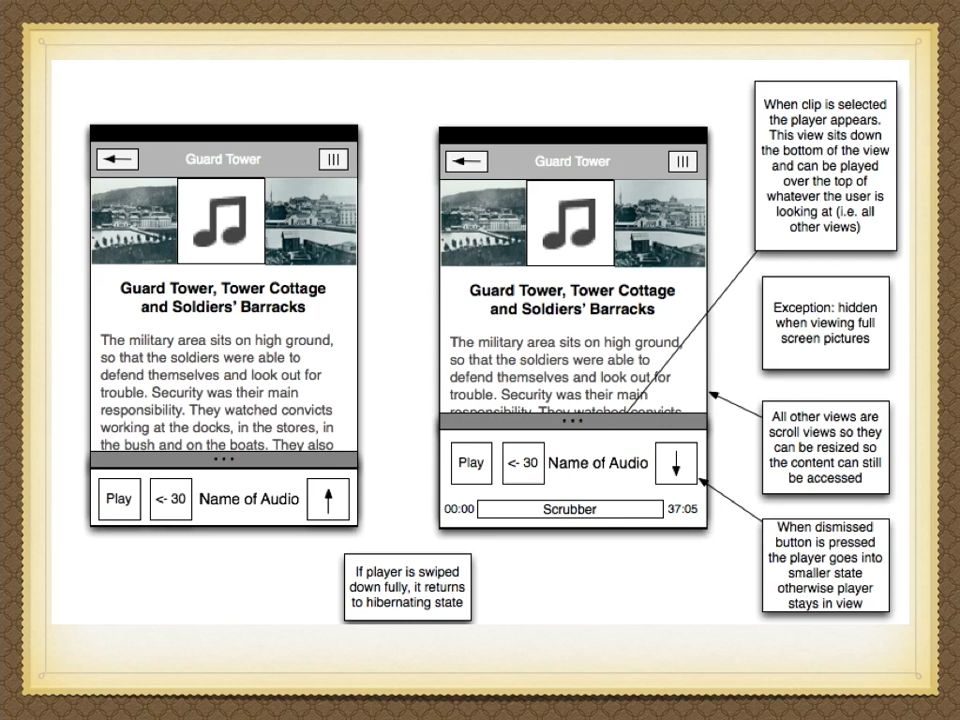 Guard Tower
Guard Tower, Tower Cottage
and Soldiers' Barracks
The military area sits on high ground,
so that the soldiers were able to
defend themselves and look out for
trouble. Security was their main
responsibility. They watched convicts
working at the docks, in the stores, in
the bush and on the boats. They also
Play
<- 30
Name of Audio
Guard Tower
Guard Tower, Tower Cottage
and Soldiers' Barracks
The military area sits on high ground,
so that the soldiers were able to
defend themselves and look out for
trouble. Security was their main
responsibility. They watched convicts
Play
<- 30
Name of Audio
00:00
Scrubber
37:05
When clip is selected
the player appears.
This view sits down
the bottom of the view
and can be played
over the top of
whatever the user is
looking at (i.e. all
other views)
Exception: hidden
when viewing full
screen pictures
All other views are
scroll views so they
can be resized so
the content can still
be accessed
When dismissed
button is pressed
the player goes into
smaller state
otherwise player
stays in view
If player is swiped
down fully, it returns
to hibernating state